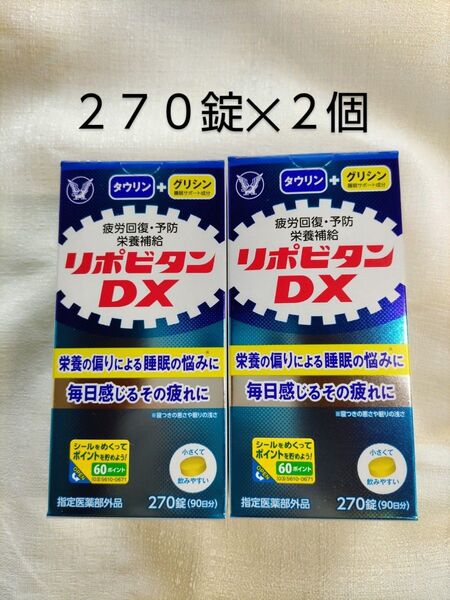 ２７０錠×２個
タウリン + グリシン
睡眠サポート成分
疲労回復・予防
栄養補給
リポビタン
DX
栄養の偏りによる睡眠の悩みに
毎日感じるその疲れに
※寝つきの悪さや眠りの浅さ
シールをめくって
ポイントを貯めよう!
60ポイント
(03)5610-0671
小さくて
飲みやすい
指定医薬部外品
270錠(90日分)
タウリン + グリシン
睡眠サポート成分
疲労回復・予防
栄養補給
リポビタン
DX
栄養の偏りによる睡眠の悩みに
毎日感じるその疲れに
※寝つきの悪さや眠りの浅さ
シールをめくって
ポイントを貯めよう!
60ポイント
(03)5610-0671
小さくて
飲みやすい
指定医薬部外品
270錠(90日分)